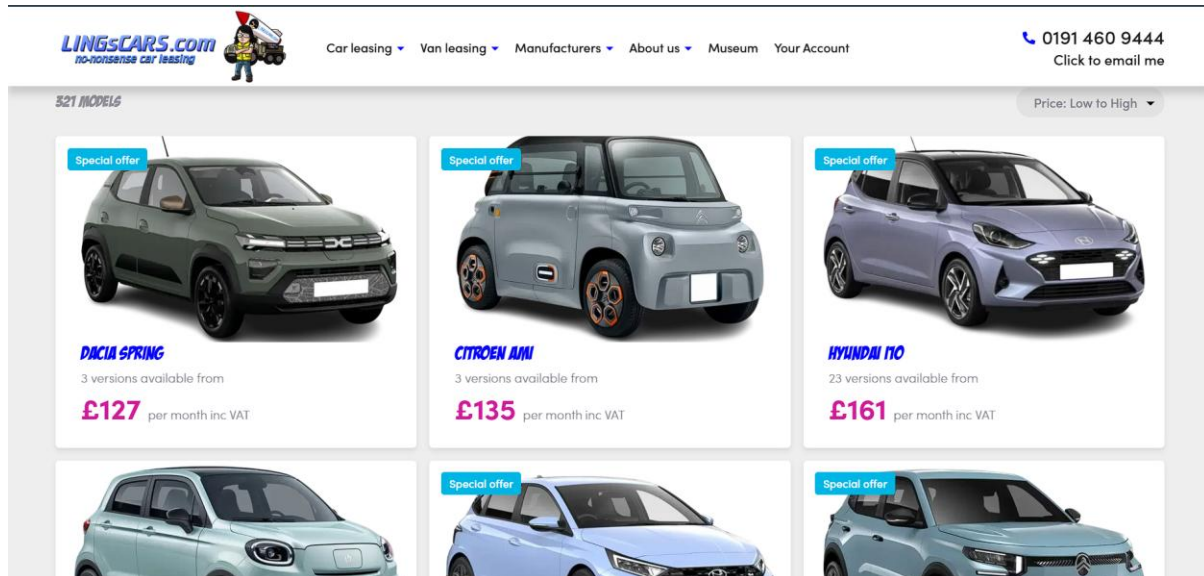 LINGsCARS.com
no-nonsense car leasing
Car leasing Van leasing Manufacturers About us Museum Your Account
0191 460 9444
Click to email me
321 MODELS
Price: Low to High
Special offer
DACIA SPRING
3 versions available from
£127 per month inc VAT
Special offer
CITROEN AMI
3 versions available from
£135 per month inc VAT
Special offer
HYUNDAI I10
23 versions available from
£161 per month inc VAT
Special offer
Special offer